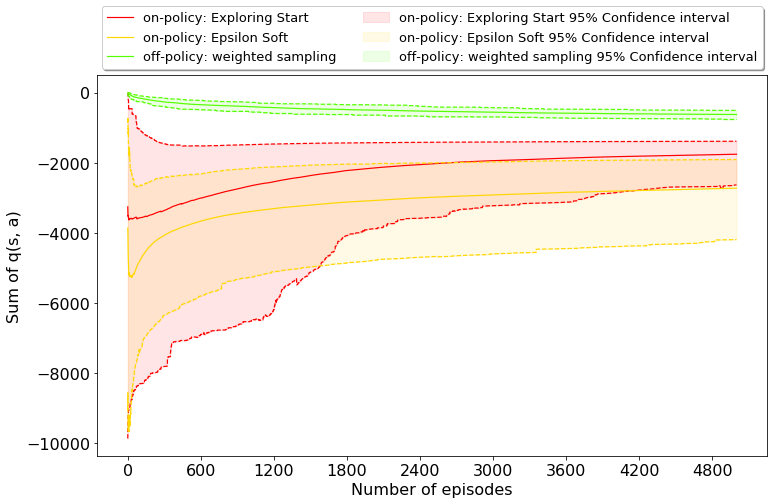 on-policy: Exploring Start
on-policy: Epsilon Soft
off-policy: weighted sampling
on-policy: Exploring Start 95% Confidence interval
on-policy: Epsilon Soft 95% Confidence interval
off-policy: weighted sampling 95% Confidence interval
Sum of q(s, a)
0
−2000
−4000
−6000
−8000
−10000
0 600 1200 1800 2400 3000 3600 4200 4800
Number of episodes